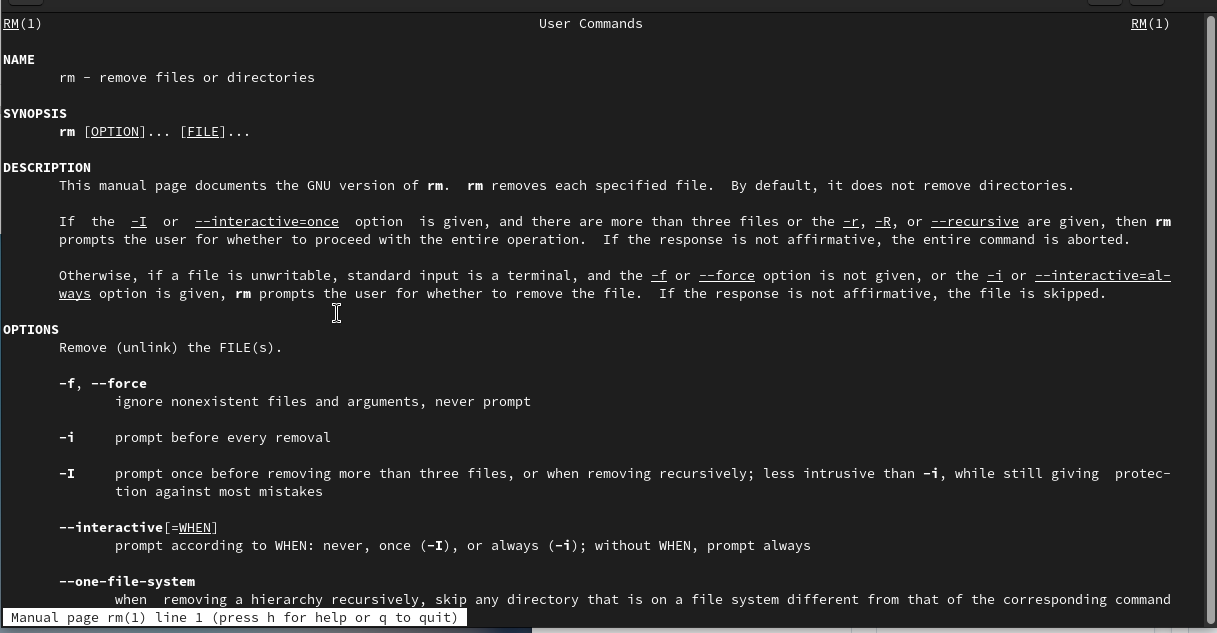 RM(1) User Commands RM(1)
NAME
rm - remove files or directories
SYNOPSIS
rm [OPTION]... [FILE]...
DESCRIPTION
This manual page documents the GNU version of rm. rm removes each specified file. By default, it does not remove directories.
If the -I or --interactive=once option is given, and there are more than three files or the -r, -R, or --recursive are given, then rm
prompts the user for whether to proceed with the entire operation. If the response is not affirmative, the entire command is aborted.
Otherwise, if a file is unwritable, standard input is a terminal, and the -f or --force option is not given, or the -i or --interactive=al-
ways option is given, rm prompts the user for whether to remove the file. If the response is not affirmative, the file is skipped.
OPTIONS
Remove (unlink) the FILE(s).
-f, --force
ignore nonexistent files and arguments, never prompt
-i prompt before every removal
-I prompt once before removing more than three files, or when removing recursively; less intrusive than -i, while still giving protec-
tion against most mistakes
--interactive[=WHEN]
prompt according to WHEN: never, once (-I), or always (-i); without WHEN, prompt always
--one-file-system
when removing a hierarchy recursively, skip any directory that is on a file system different from that of the corresponding command
Manual page rm(1) line 1 (press h for help or q to quit)